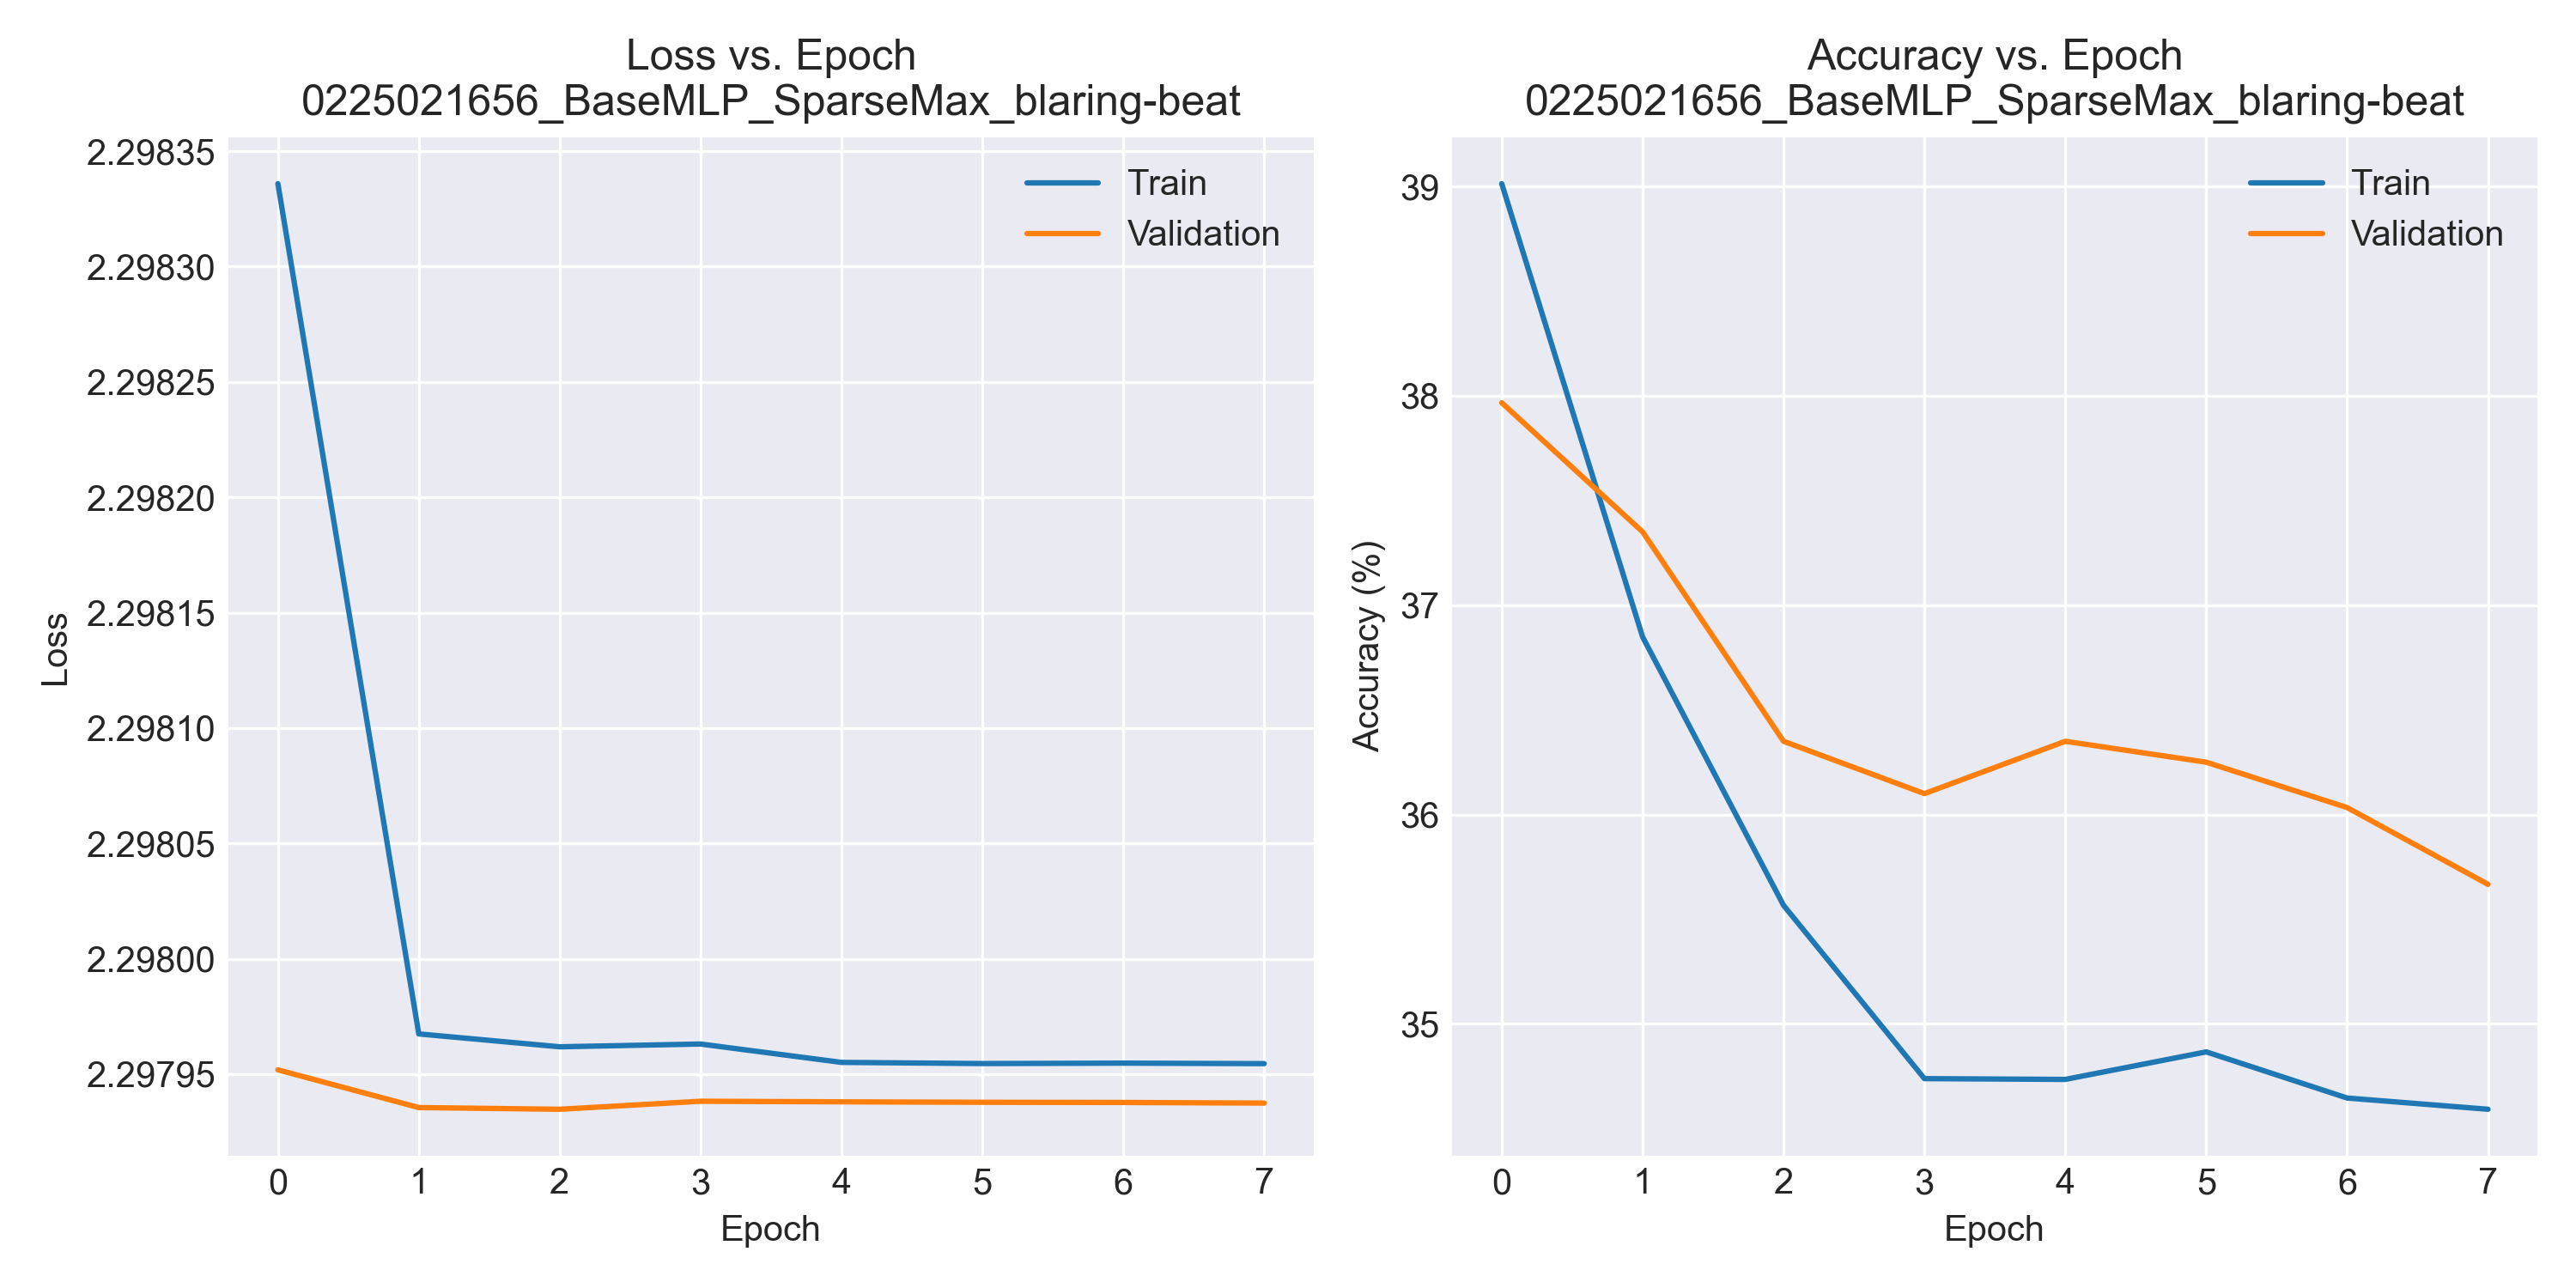 Loss vs. Epoch
0225021656_BaseMLP_SparseMax_blaring-beat
2.29835
2.29830
2.29825
2.29820
2.29815
2.29810
2.29805
2.29800
2.29795
Loss
Train
Validation
0 1 2 3 4 5 6 7
Epoch
Accuracy vs. Epoch
0225021656_BaseMLP_SparseMax_blaring-beat
39
38
37
36
35
Accuracy (%)
Train
Validation
0 1 2 3 4 5 6 7
Epoch